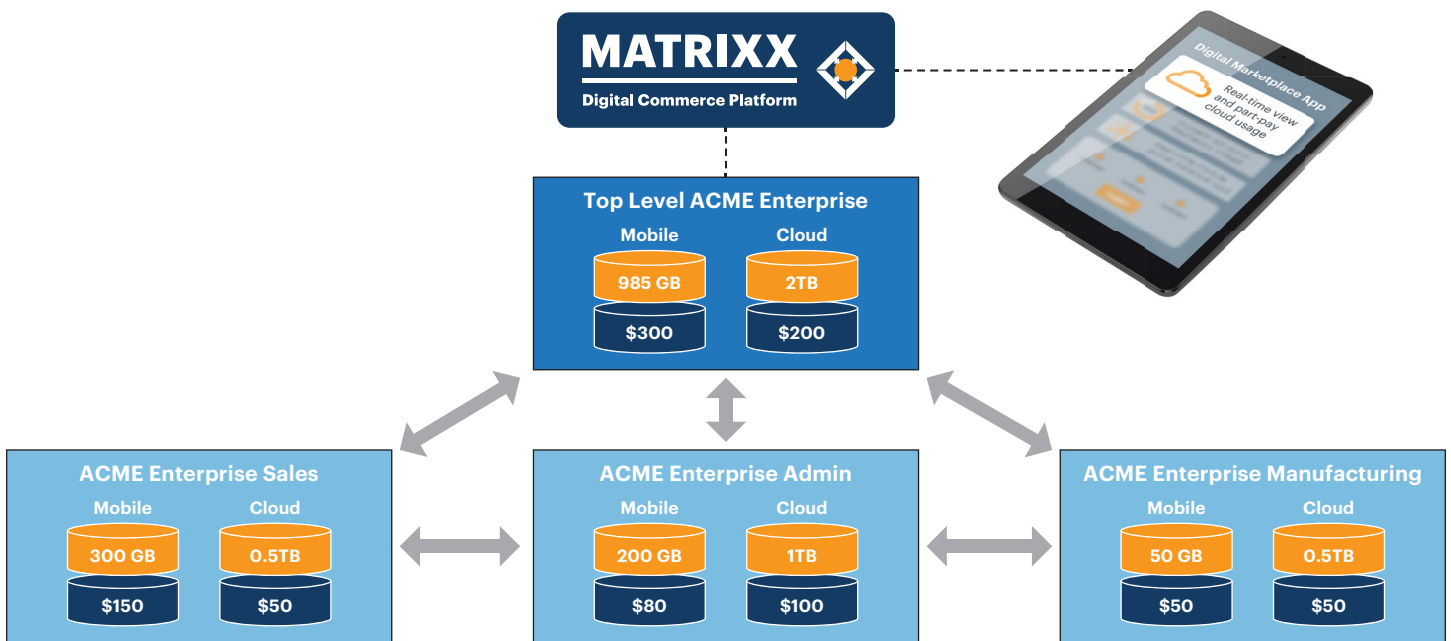 MATRIXX
Digital Commerce Platform
Digital Marketplace App
Real-time view
and part-pay
cloud usage
Top Level ACME Enterprise
Mobile
Cloud
985 GB
2TB
$300
$200
ACME Enterprise Sales
Mobile
Cloud
300 GB
0.5TB
$150
$50
ACME Enterprise Admin
Mobile
Cloud
200 GB
1TB
$80
$100
ACME Enterprise Manufacturing
Mobile
Cloud
50 GB
0.5TB
$50
$50